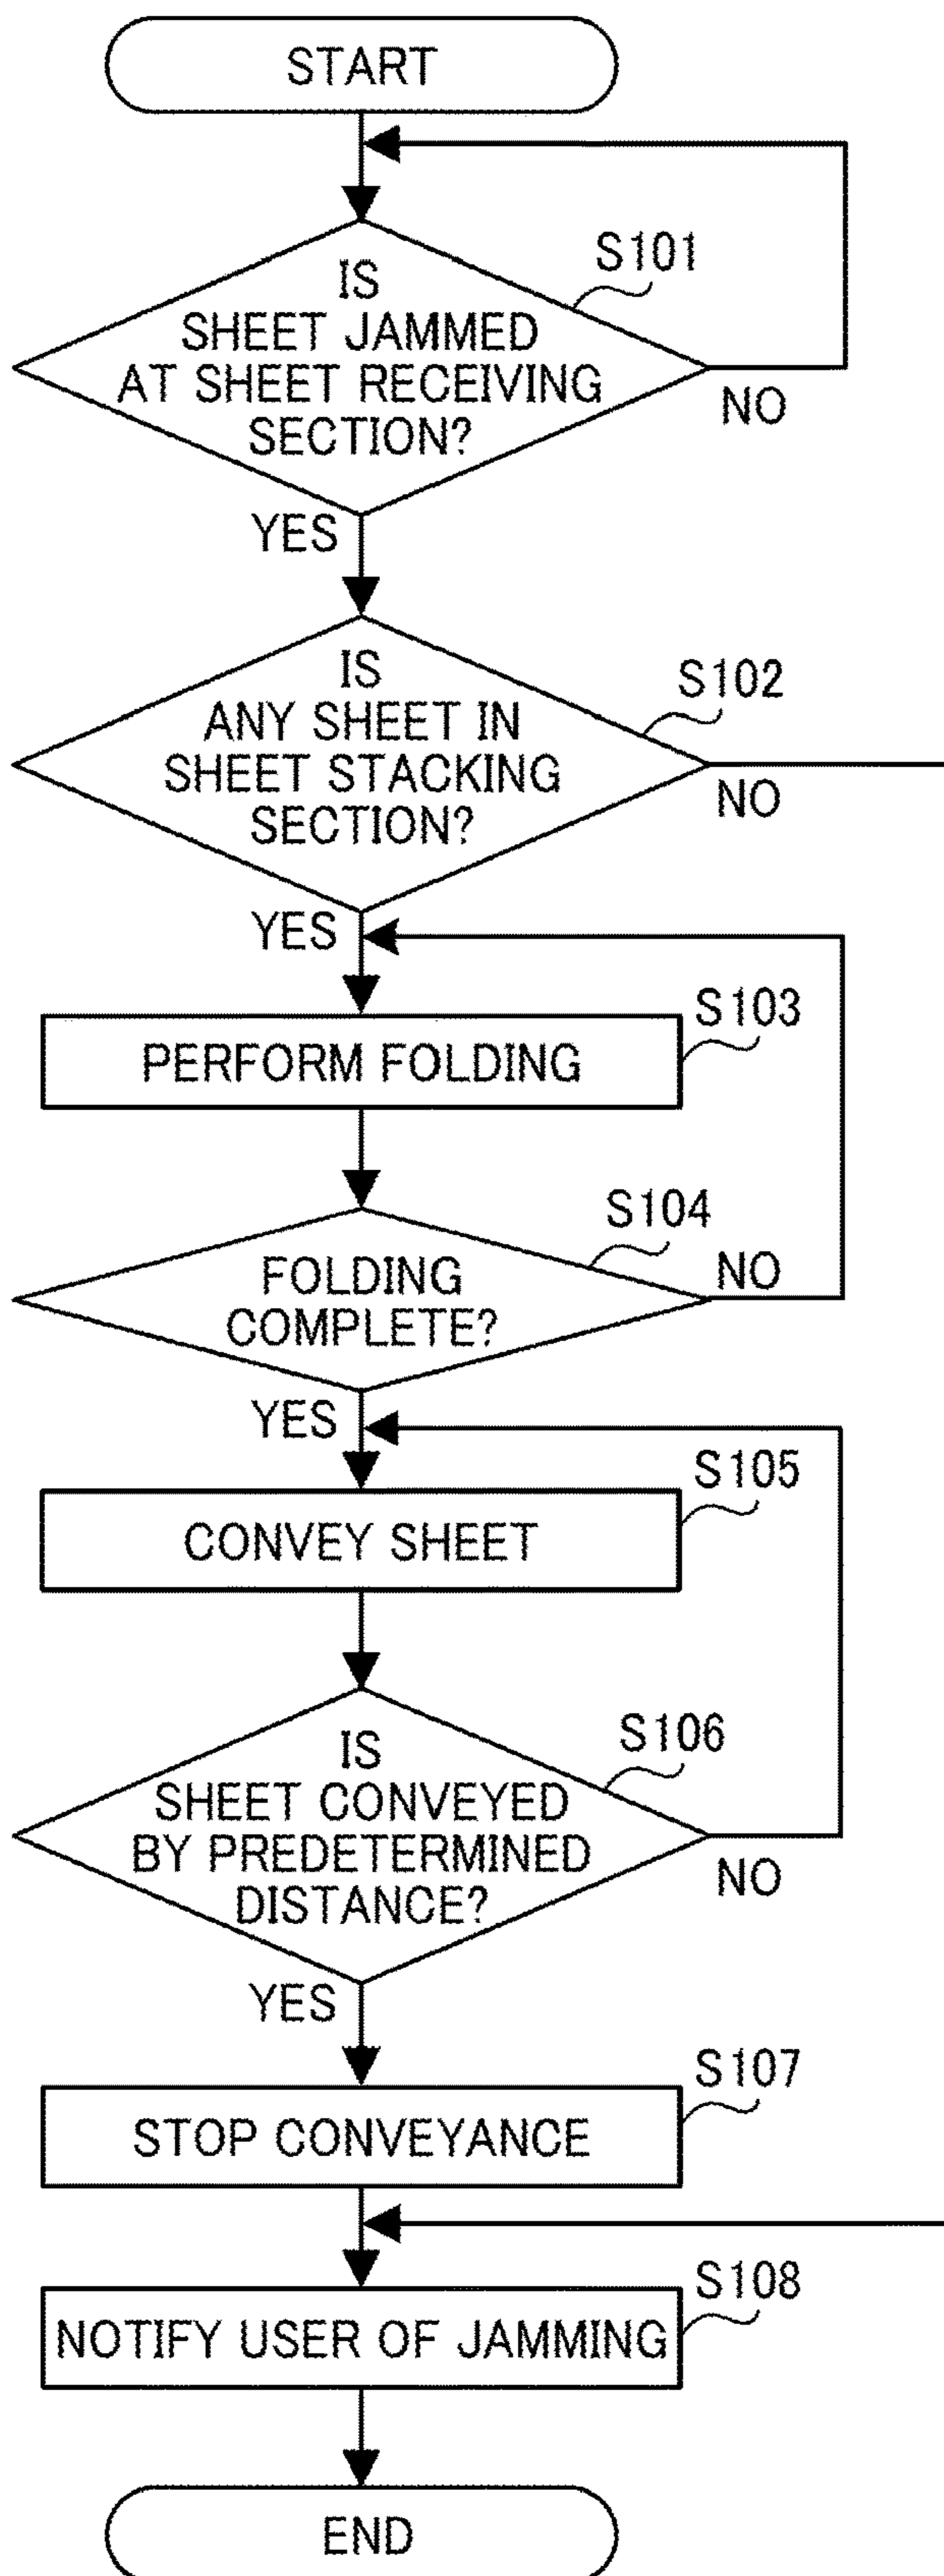 START
S101
IS
SHEET JAMMED
AT SHEET RECEIVING
SECTION?
NO
YES
S102
IS
ANY SHEET IN
SHEET STACKING
SECTION?
NO
YES
S103
PERFORM FOLDING
S104
FOLDING
COMPLETE?
NO
YES
S105
CONVEY SHEET
S106
IS
SHEET CONVEYED
BY PREDETERMINED
DISTANCE?
NO
YES
S107
STOP CONVEYANCE
S108
NOTIFY USER OF JAMMING
END